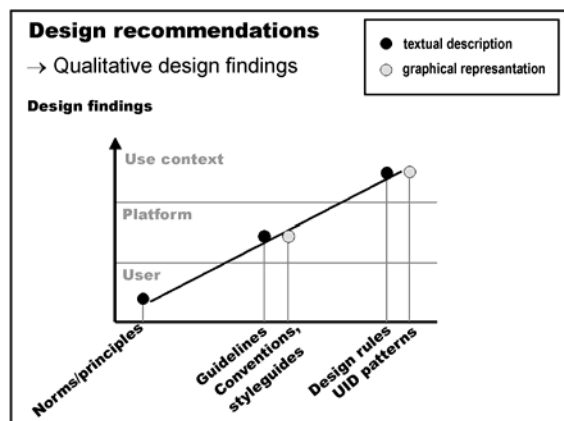 Design recommendations
→ Qualitative design findings
textual description
graphical represantation
Design findings
Use context
Platform
User
Norms/principles
Guidelines
Conventions,
styleguides
Design rules
UID patterns